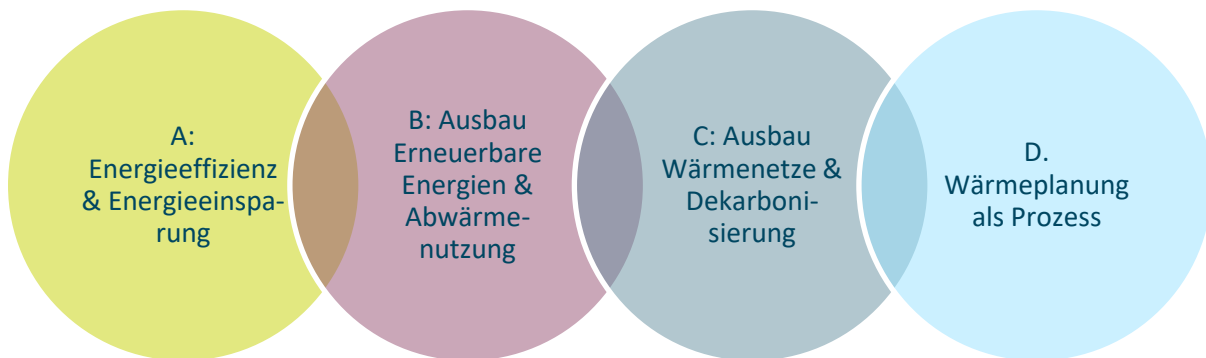 A:
Energieeffizienz
& Energieeinspa-
rung
B: Ausbau
Erneuerbare
Energien &
Abwärme-
nutzung
C: Ausbau
Wärmenetze &
Dekarboni-
sierung
D.
Wärmeplanung
als Prozess